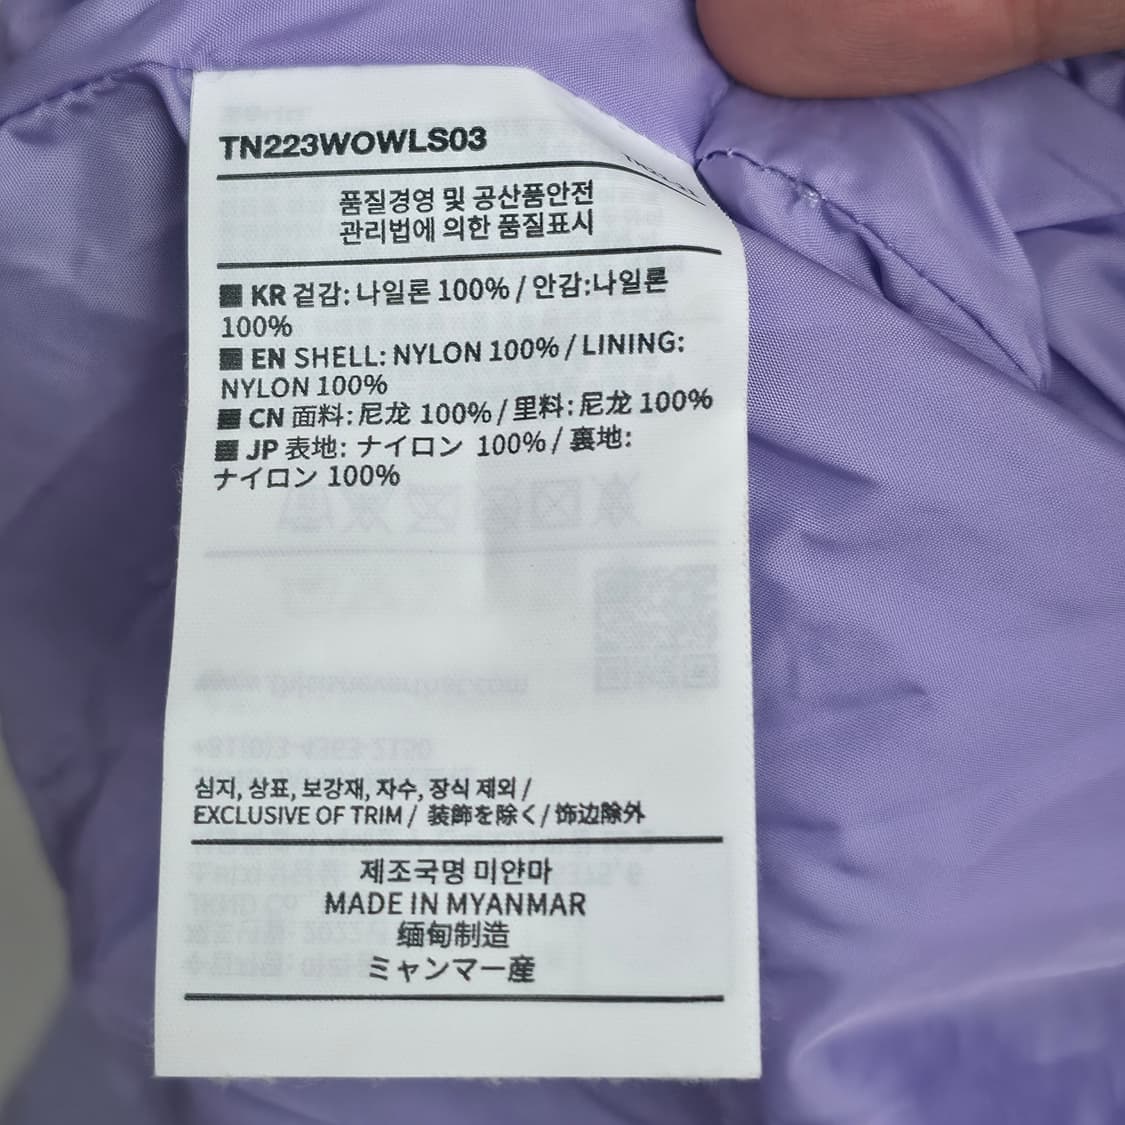 TN223WOWLS03
품질경영 및 공산품안전
관리법에 의한 품질표시
■ KR 겉감: 나일론 100% / 안감:나일론
100%
■ EN SHELL: NYLON 100% / LINING:
NYLON 100%
■ CN 面料: 尼龙 100% / 里料: 尼龙 100%
■ JP 表地: ナイロン 100% / 裏地:
ナイロン 100%
심지, 상표, 보강재, 자수, 장식 제외 /
EXCLUSIVE OF TRIM / 装飾を除く / 饰边除外
제조국명 미얀마
MADE IN MYANMAR
缅甸制造
ミャンマー産